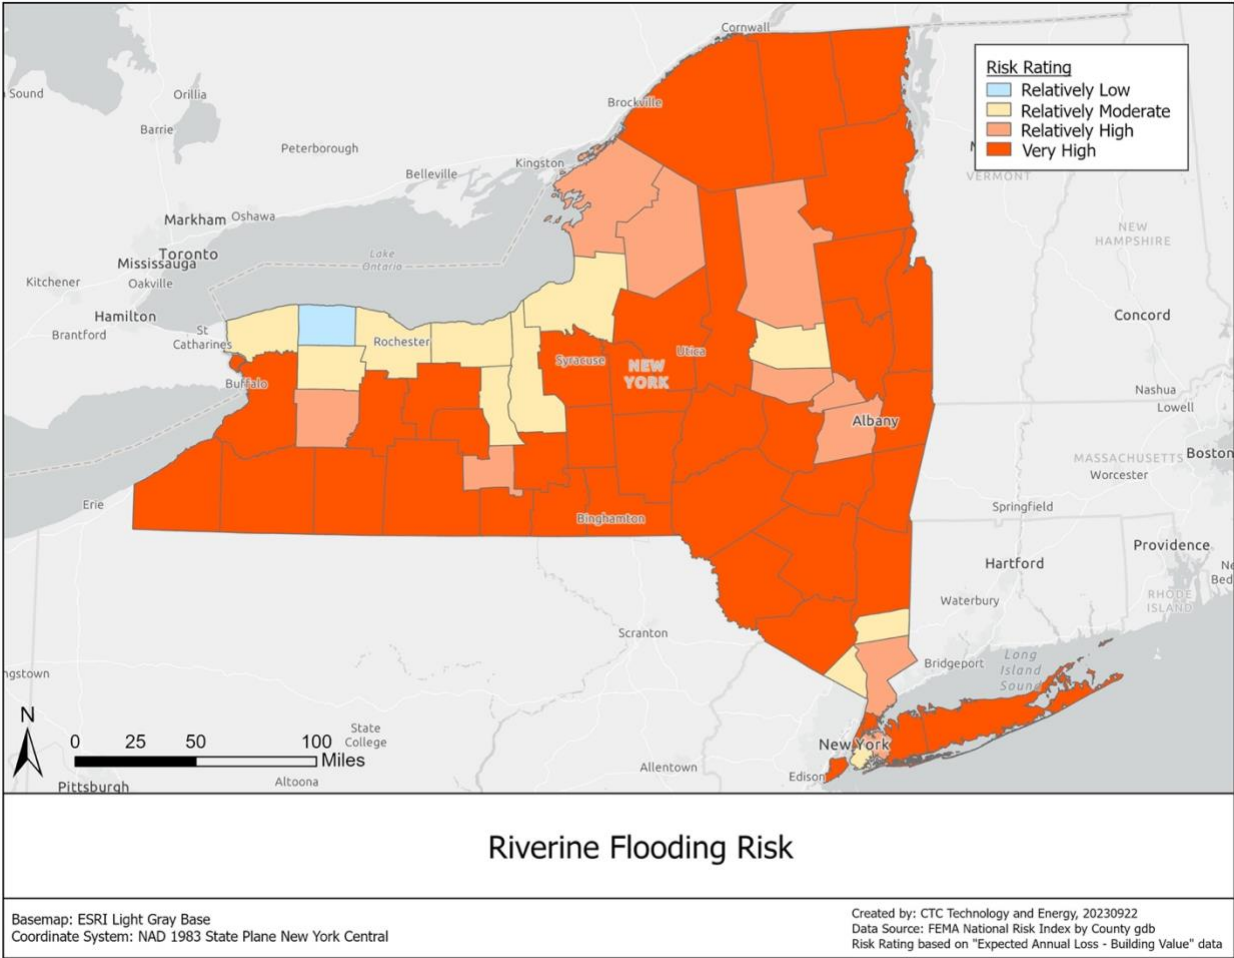 Cornwall
Sound
Orillia
Brockville
Barrie
Peterborough
Kingston
Belleville
Risk Rating
Relatively Low
Relatively Moderate
Relatively High
Very High
VERMONT
Markham
Oshawa
NEW
HAMPSHIRE
Toronto
Lake
Ontario
Mississauga
Kitchener
Oakville
Hamilton
Concord
Brantford
St
Catharines
Rochester
Syracuse
Utica
NEW
YORK
Buffalo
Nashua
Lowell
Albany
MASSACHUSETTS
Boston
Worcester
Erie
Springfield
Binghamton
Providence
Hartford
Waterbury
RHODE
ISLAND
Scranton
Long
Island
Sound
Bridgeport
ngstown
N
State
College
0 25 50 100
Miles
New York
Allentown
Edison
Altoona
Pittsburgh
Riverine Flooding Risk
Basemap: ESRI Light Gray Base
Coordinate System: NAD 1983 State Plane New York Central
Created by: CTC Technology and Energy, 20230922
Data Source: FEMA National Risk Index by County gdb
Risk Rating based on "Expected Annual Loss - Building Value" data